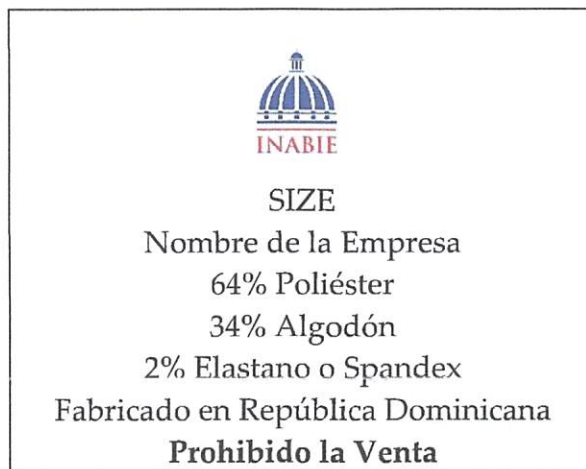 INABIE
SIZE
Nombre de la Empresa
64% Poliéster
34% Algodón
2% Elastano o Spandex
Fabricado en República Dominicana
Prohibido la Venta